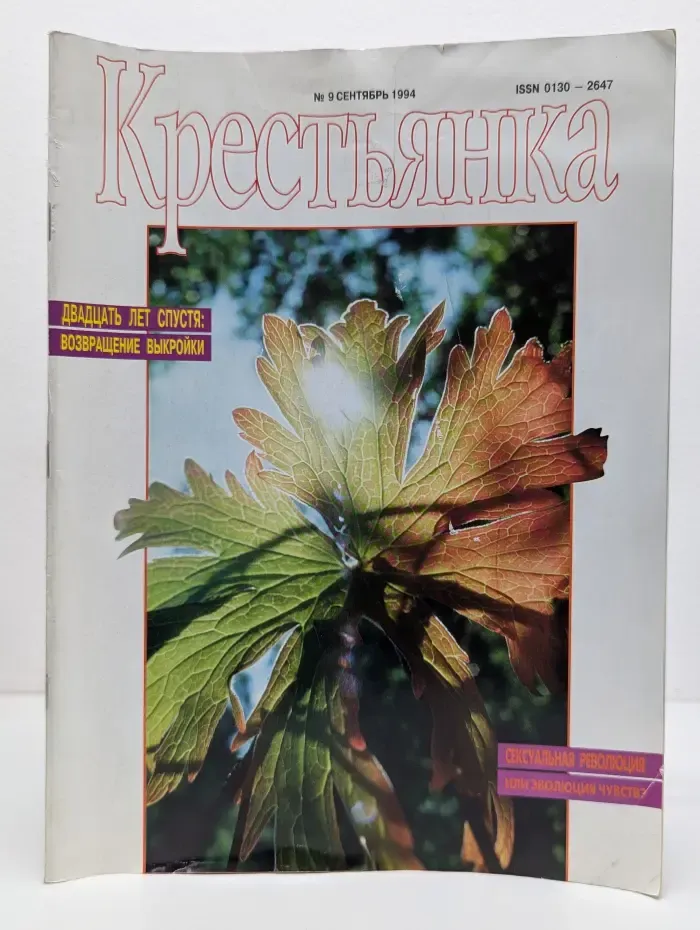 № 9 СЕНТЯБРЬ 1994
ISSN 0130 – 2647
Крестьянка
ДВАДЦАТЬ ЛЕТ СПУСТЯ:
ВОЗВРАЩЕНИЕ ВЫКРОЙКИ
СЕКСУАЛЬНАЯ РЕВОЛЮЦИЯ
ИЛИ ЭВОЛЮЦИЯ ЧУВСТВ?